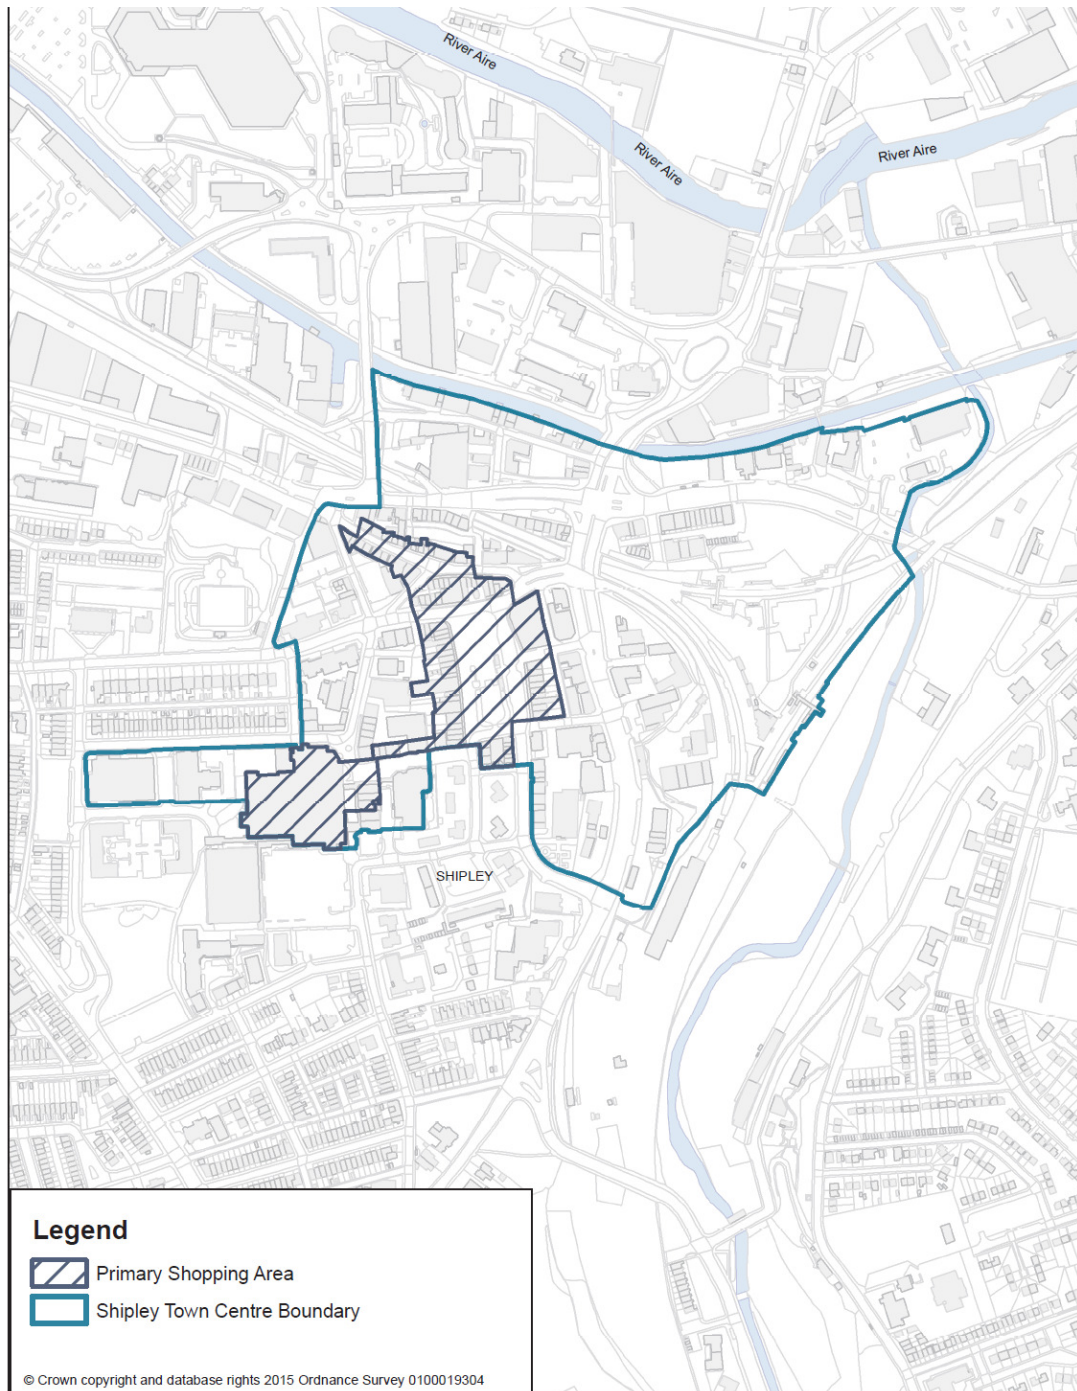 River Aire
River Aire
River Aire
SHIPLEY
Legend
Primary Shopping Area
Shipley Town Centre Boundary
© Crown copyright and database rights 2015 Ordnance Survey 0100019304